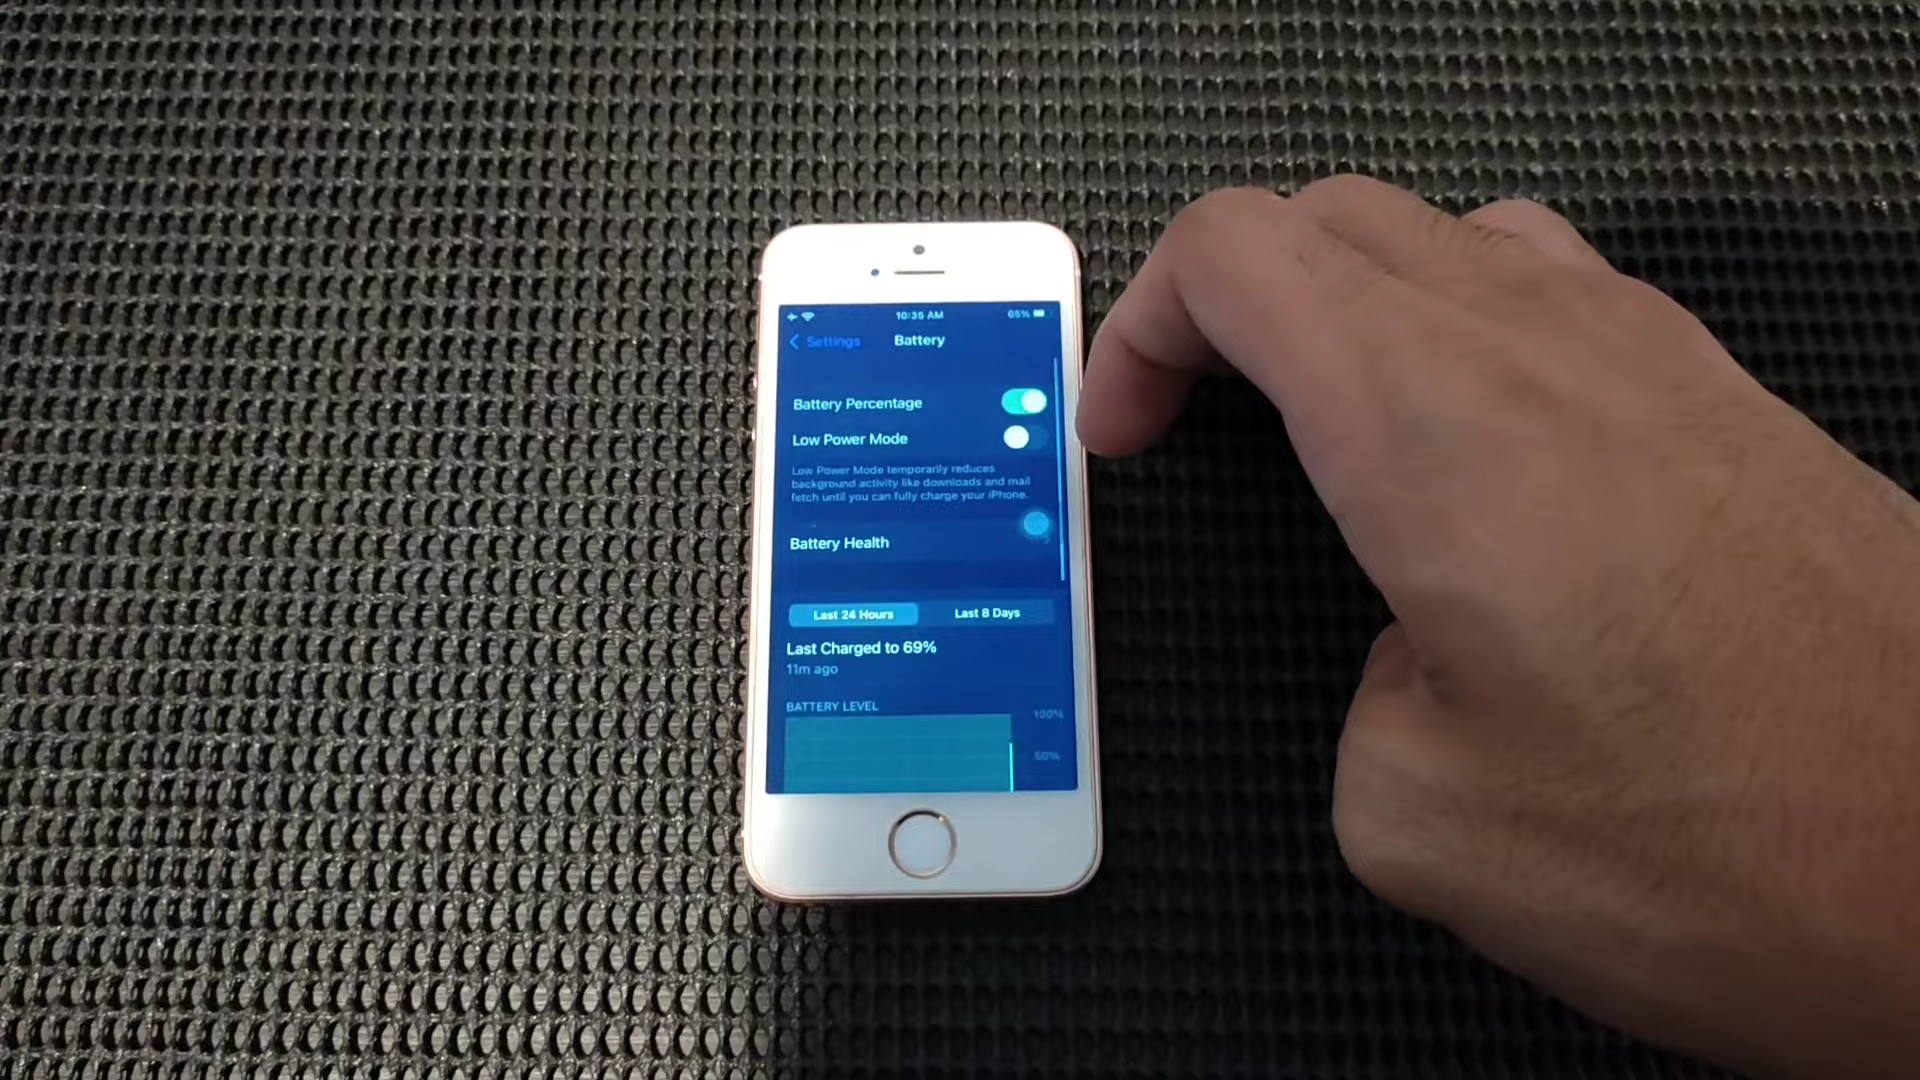 10:35 AM
65%
Settings
Battery
Battery Percentage
Low Power Mode
Low Power Mode temporarily reduces
background activity like downloads and mail
fetch until you can fully charge your iPhone.
Battery Health
Last 24 Hours
Last 8 Days
Last Charged to 69%
11m ago
BATTERY LEVEL
100%
50%